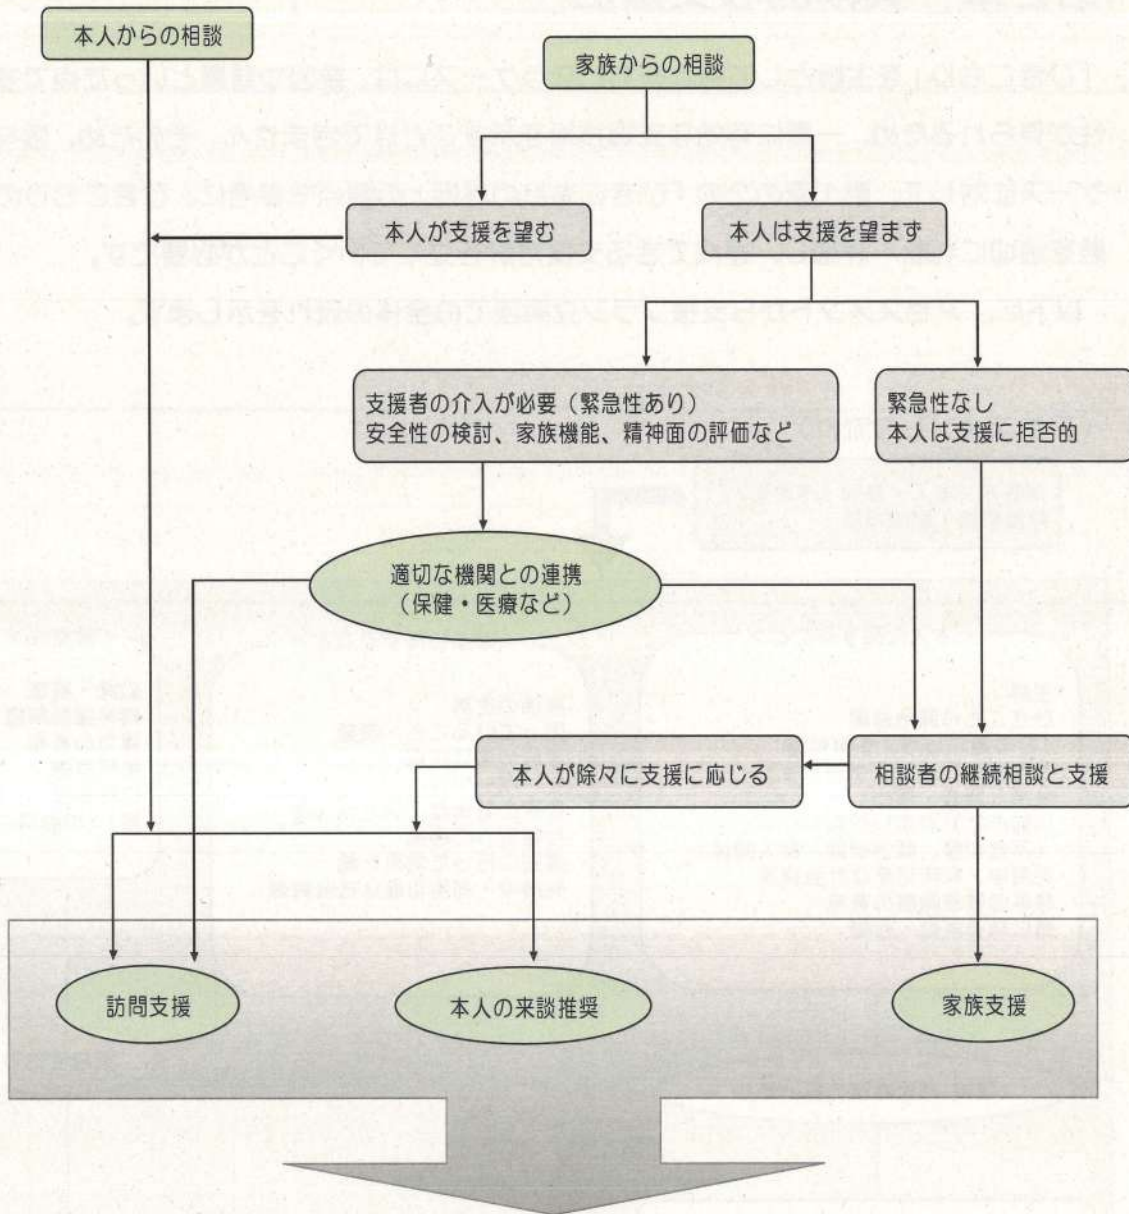 本人からの相談
家族からの相談
本人が支援を望む
本人は支援を望まず
支援者の介入が必要（緊急性あり）
安全性の検討、家族機能、精神面の評価など
緊急性なし
本人は支援に拒否的
適切な機関との連携
（保健・医療など）
本人が除々に支援に応じる
相談者の継続相談と支援
訪問支援
本人の来談推奨
家族支援